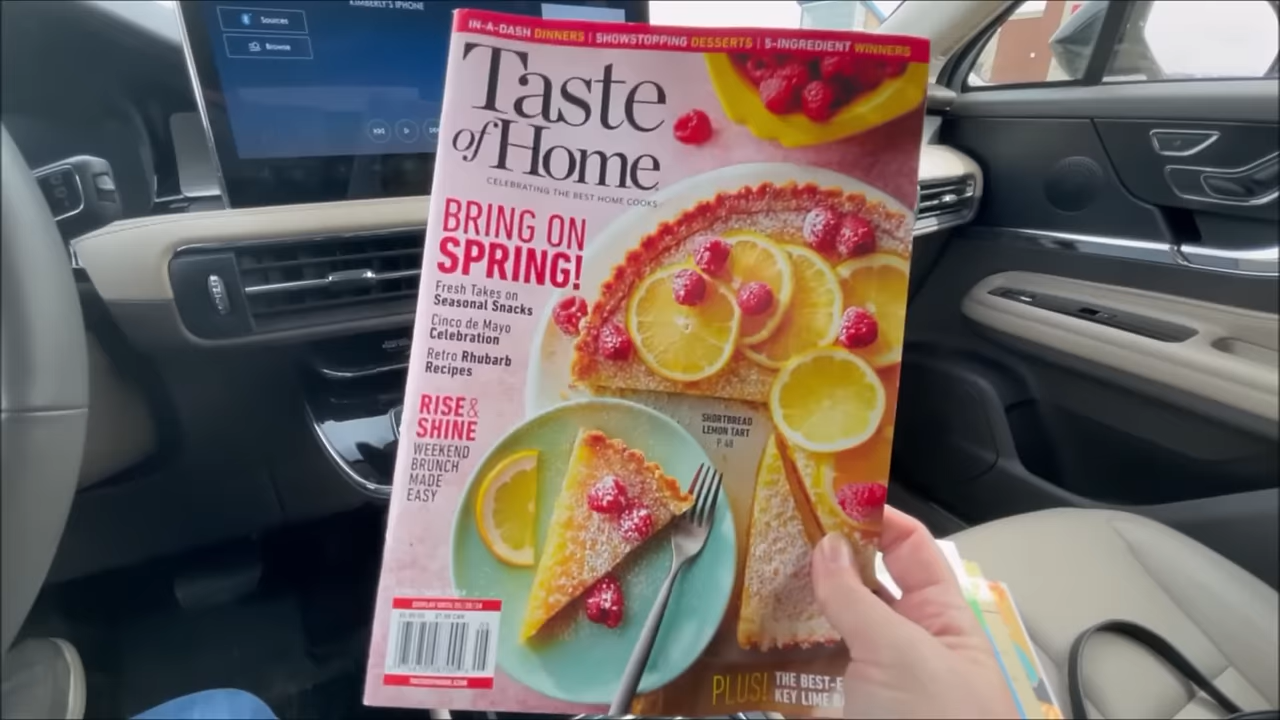 KIMBERLY'S IPHONE
Sources
Browse
IN-A-DASH DINNERS | SHOWSTOPPING DESSERTS | 5-INGREDIENT WINNERS
Taste
of Home
CELEBRATING THE BEST HOME COOKS
BRING ON
SPRING!
Fresh Takes on
Seasonal Snacks
Cinco de Mayo
Celebration
Retro Rhubarb
Recipes
RISE &
SHINE
WEEKEND
BRUNCH
MADE
EASY
SHORTBREAD
LEMON TART
P. 48
DISPLAY UNTIL
PLUS! THE BEST-E
KEY LIME